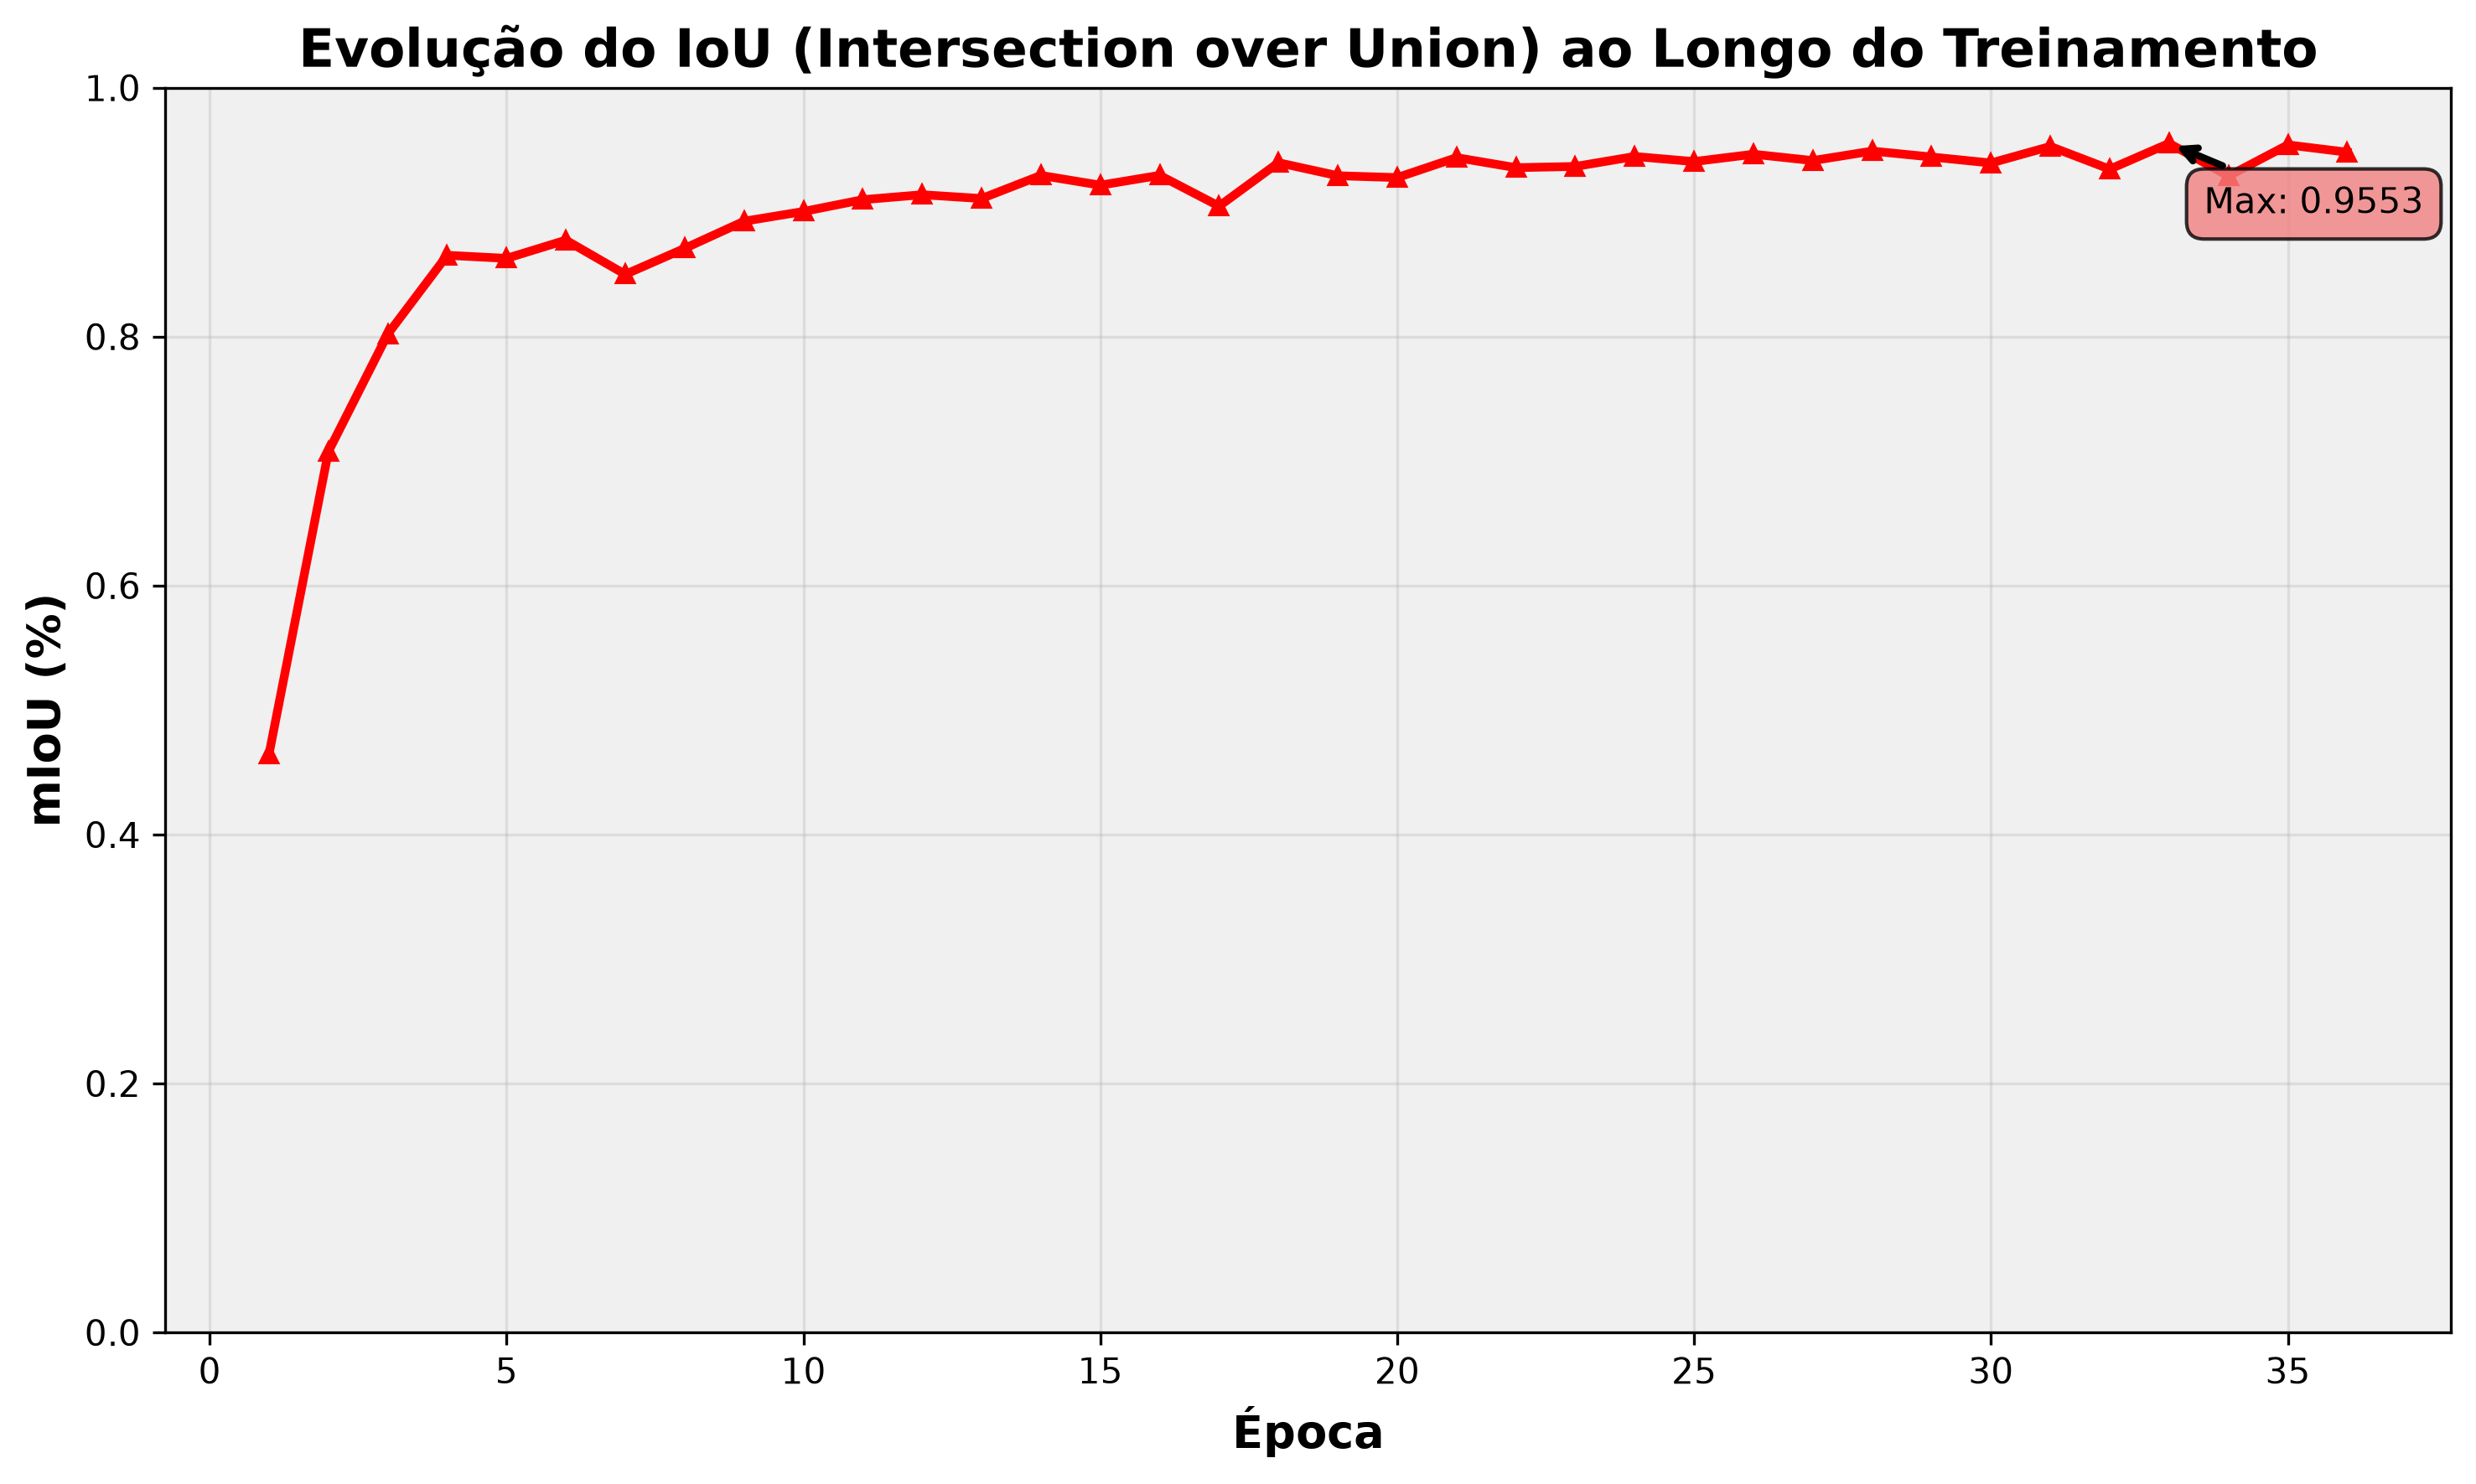 Evolução do IoU (Intersection over Union) ao Longo do Treinamento
1.0
0.8
0.6
0.4
0.2
0.0
mIoU (%)
Max: 0.9553
0 5 10 15 20 25 30 35
Época